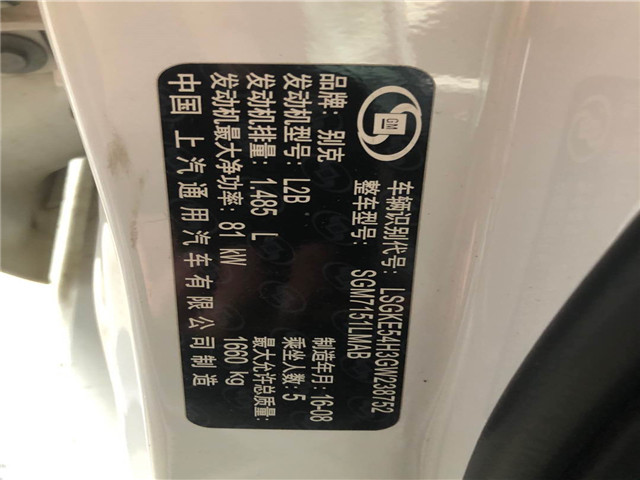 GM
车辆识别代号: LSGKE54H3GW238752
整车型号: SGM7151LMAB
品牌: 别克
制造年月: 16-08
发动机型号: L2B
乘坐人数: 5
发动机排量: 1.485 L
最大允许总质量:
发动机最大净功率: 81 kW
1660 kg
中国 上汽通用汽车有限公司制造